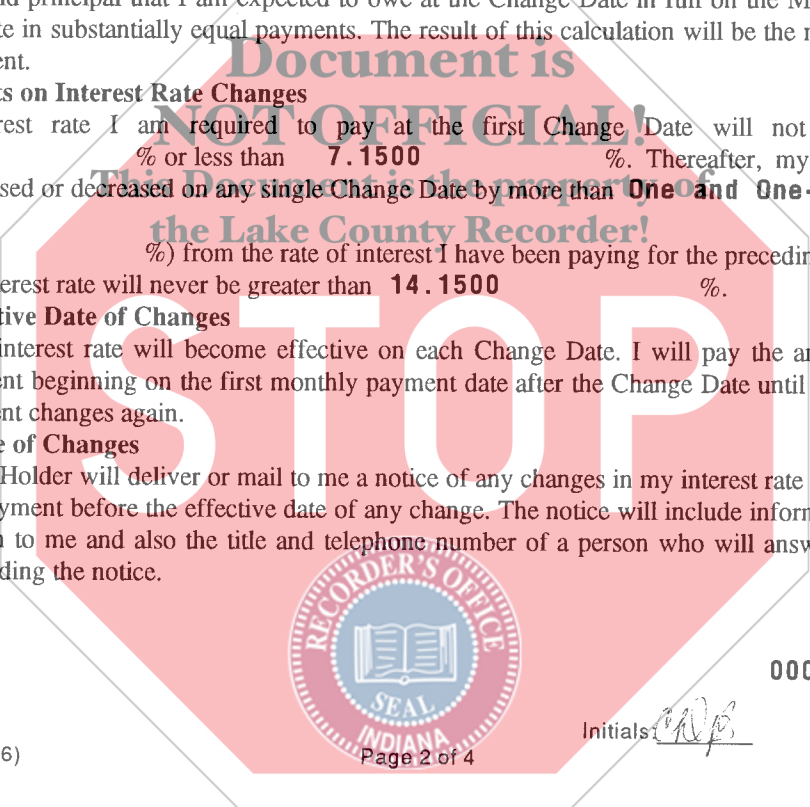 d principal that I am expected to owe at the Change Date in full on the M
te in substantially equal payments. The result of this calculation will be the n
ent.
Document is
ts on Interest Rate Changes
NOT OFFICIAL!
rest rate I am required to pay at the first Change Date will not
% or less than 7.1500 %. Thereafter, my
This Document is the property of
sed or decreased on any single Change Date by more than One and One-
the Lake County Recorder!
%) from the rate of interest I have been paying for the precedin
erest rate will never be greater than 14.1500 %.
tive Date of Changes
interest rate will become effective on each Change Date. I will pay the a
ent beginning on the first monthly payment date after the Change Date until
ent changes again.
e of Changes
Holder will deliver or mail to me a notice of any changes in my interest rate
yment before the effective date of any change. The notice will include inform
n to me and also the title and telephone number of a person who will answ
ding the notice.
STOP
RECORDER'S OFFICE
SEAL
INDIANA
000
Initials:
6)
Page 2 of 4